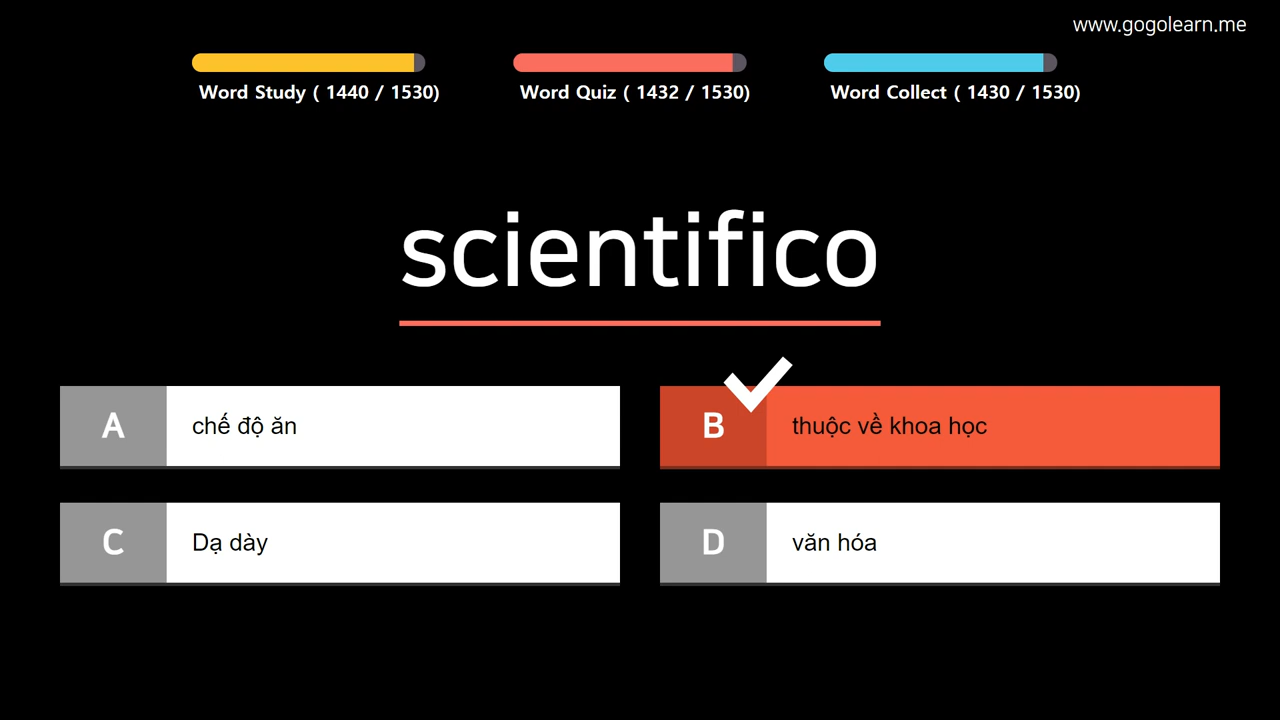 www.gogolearn.me
Word Study ( 1440 / 1530)
Word Quiz ( 1432 / 1530)
Word Collect ( 1430 / 1530)
scientifico
A chế độ ăn
B thuộc về khoa học
C Dạ dày
D văn hóa